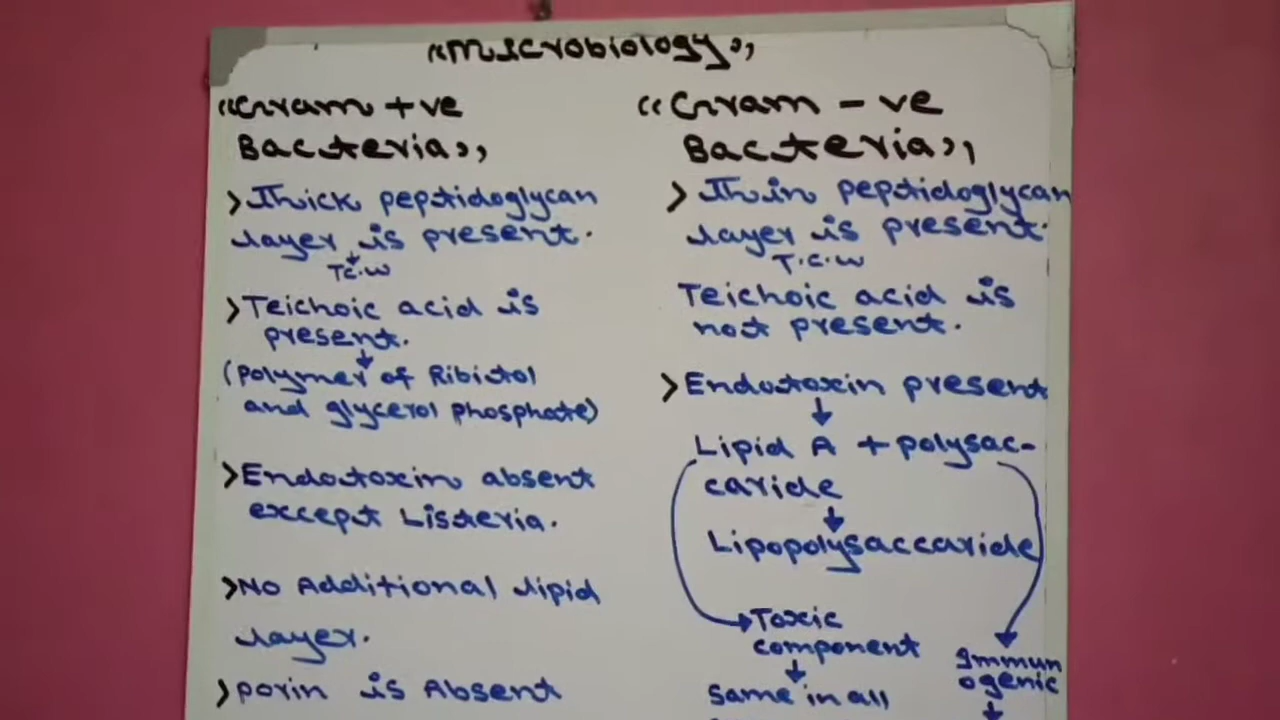 "Microbiology",
"Gram +ve
Bacteria",
> Thick peptidoglycan
layer is present.
T.C.W
> Teichoic acid is
present.
(Polymer of Ribitol
and glycerol phosphate)
> Endotoxin absent
except Listeria.
> No Additional lipid
layer.
> porin is Absent
"Gram -ve
Bacteria",
> Thin peptidoglycan
layer is present.
T.C.W
Teichoic acid is
not present.
> Endotoxin present
Lipid A + polysac-
caride
Lipopolysaccaride
Toxic
component
same in all
Immun
ogenic